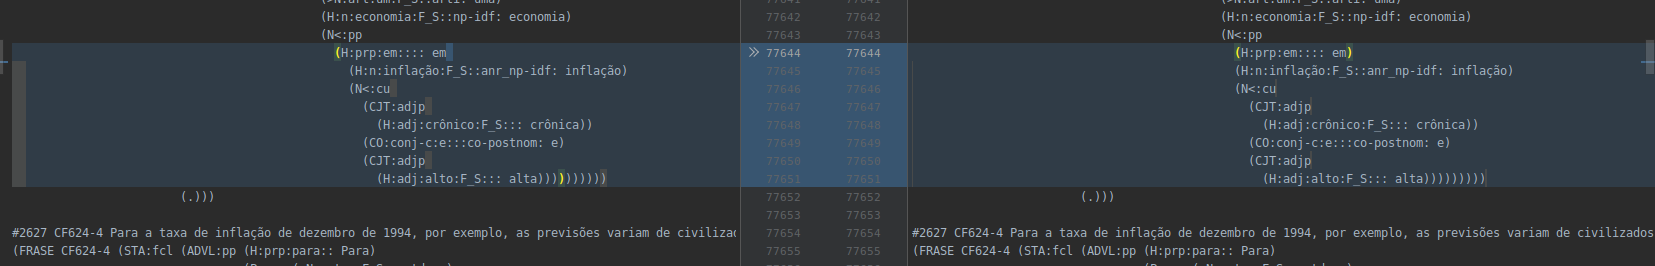 (H:n:economia:F_S::np-idf: economia)
(N<:pp
(H:prp:em:::: em
(H:n:inflação:F_S::anr_np-idf: inflação)
(N<:cu
(CJT:adjp
(H:adj:crônico:F_S::: crônica))
(CO:conj-c:e:::co-postnom: e)
(CJT:adjp
(H:adj:alto:F_S::: alta))))))))))
(.)))
#2627 CF624-4 Para a taxa de inflação de dezembro de 1994, por exemplo, as previsões variam de civilizad
(FRASE CF624-4 (STA:fcl (ADVL:pp (H:prp:para:: Para)
77642 77642
77643 77643
77644 77644
77645 77645
77646 77646
77647 77647
77648 77648
77649 77649
77650 77650
77651 77651
77652 77652
77653 77653
77654 77654
77655 77655
(H:n:economia:F_S::np-idf: economia)
(N<:pp
(H:prp:em:::: em)
(H:n:inflação:F_S::anr_np-idf: inflação)
(N<:cu
(CJT:adjp
(H:adj:crônico:F_S::: crônica))
(CO:conj-c:e:::co-postnom: e)
(CJT:adjp
(H:adj:alto:F_S::: alta)))))))))
(.)))
#2627 CF624-4 Para a taxa de inflação de dezembro de 1994, por exemplo, as previsões variam de civilizados
(FRASE CF624-4 (STA:fcl (ADVL:pp (H:prp:para:: Para)